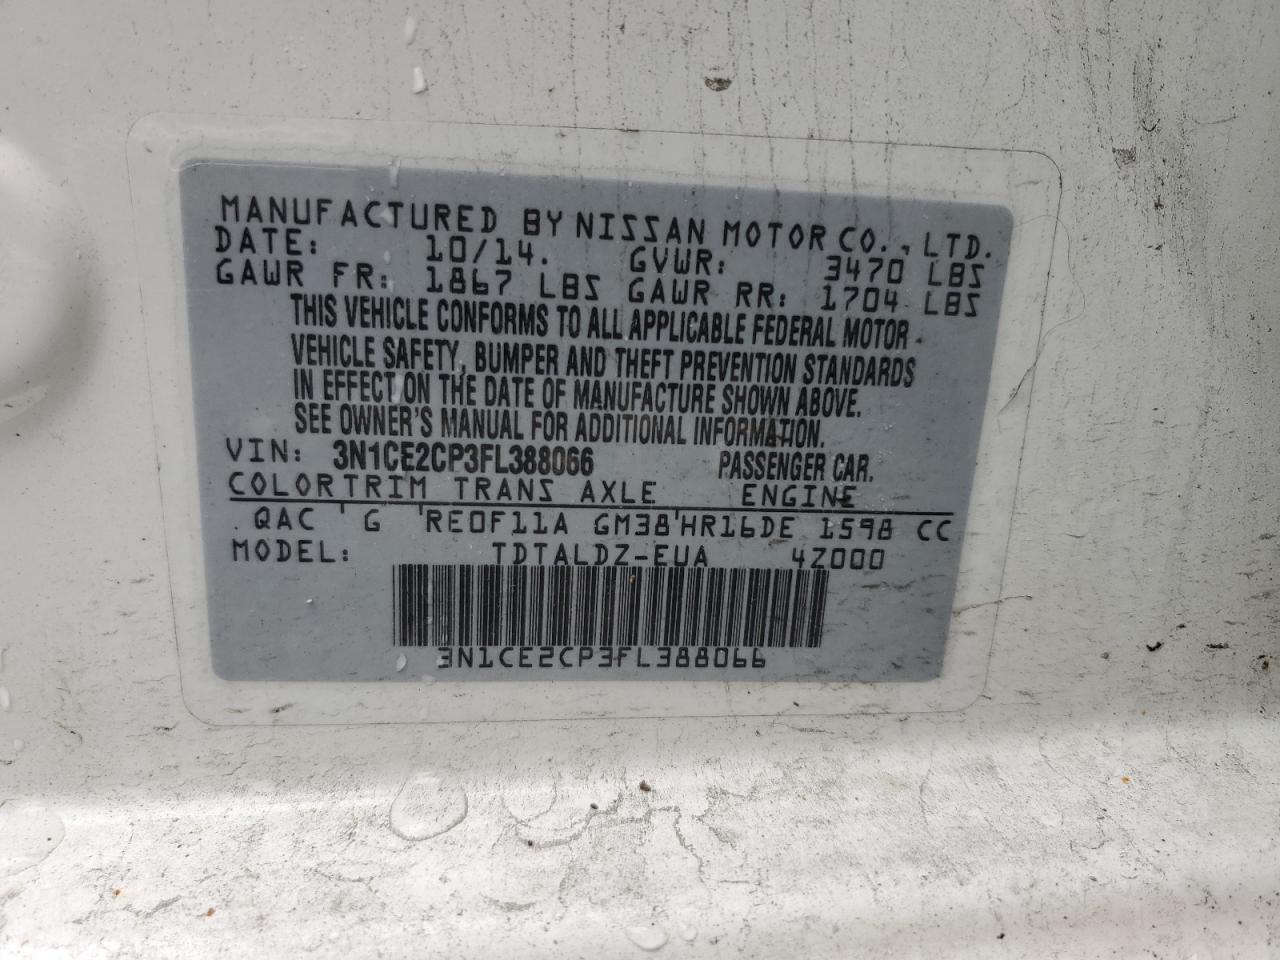 MANUFACTURED BY NISSAN MOTOR CO., LTD.
DATE: 10/14. GVWR: 3470 LBS
GAWR FR: 1867 LBS GAWR RR: 1704 LBS
THIS VEHICLE CONFORMS TO ALL APPLICABLE FEDERAL MOTOR
VEHICLE SAFETY, BUMPER AND THEFT PREVENTION STANDARDS
IN EFFECT ON THE DATE OF MANUFACTURE SHOWN ABOVE.
SEE OWNER'S MANUAL FOR ADDITIONAL INFORMATION.
VIN: 3N1CE2CP3FL388066 PASSENGER CAR.
COLOR TRIM TRANS AXLE ENGINE
QAC G RE0F11A GM38 HR16DE 1598 CC
MODEL: TDTALDZ-EUA 4Z000
3N1CE2CP3FL388066